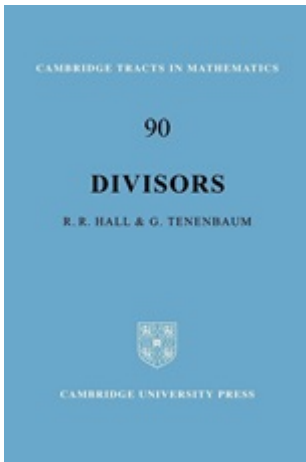 CAMBRIDGE TRACTS IN MATHEMATICS
90
DIVISORS
R. R. HALL & G. TENENBAUM
CAMBRIDGE UNIVERSITY PRESS